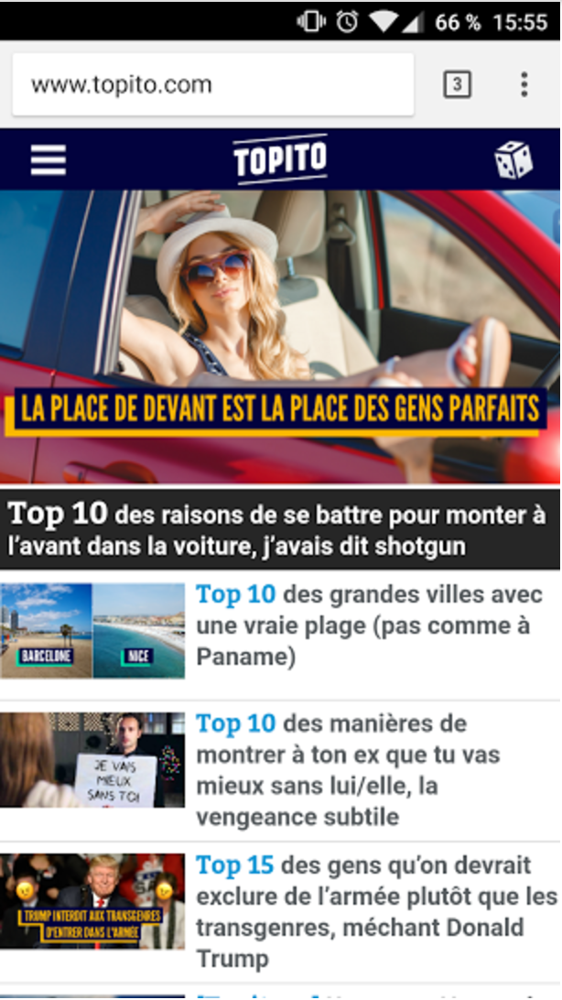 66 % 15:55
www.topito.com
3
TOPITO
LA PLACE DE DEVANT EST LA PLACE DES GENS PARFAITS
Top 10 des raisons de se battre pour monter à
l'avant dans la voiture, j'avais dit shotgun
BARCELONE
NICE
Top 10 des grandes villes avec
une vraie plage (pas comme à
Paname)
JE VAIS
MIEUX
SANS TOI
Top 10 des manières de
montrer à ton ex que tu vas
mieux sans lui/elle, la
vengeance subtile
TRUMP INTERDIT AUX TRANSGENRES
D'ENTRER DANS L'ARMÉE
Top 15 des gens qu'on devrait
exclure de l'armée plutôt que les
transgenres, méchant Donald
Trump